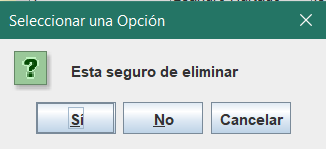 Seleccionar una Opción
?
Esta seguro de eliminar
Sí
No
Cancelar